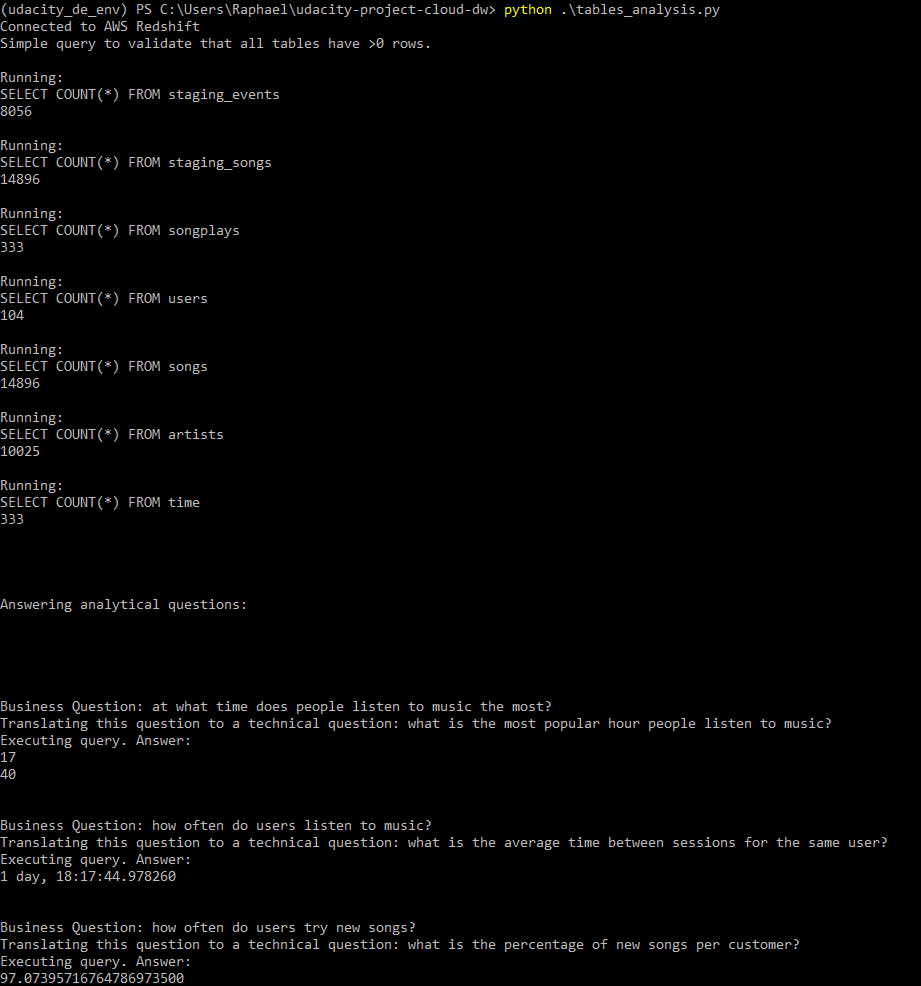 (udacity_de_env) PS C:\Users\Raphael\udacity-project-cloud-dw> python .\tables_analysis.py
Connected to AWS Redshift
Simple query to validate that all tables have >0 rows.
Running:
SELECT COUNT(*) FROM staging_events
8056
Running:
SELECT COUNT(*) FROM staging_songs
14896
Running:
SELECT COUNT(*) FROM songplays
333
Running:
SELECT COUNT(*) FROM users
104
Running:
SELECT COUNT(*) FROM songs
14896
Running:
SELECT COUNT(*) FROM artists
10025
Running:
SELECT COUNT(*) FROM time
333
Answering analytical questions:
Business Question: at what time does people listen to music the most?
Translating this question to a technical question: what is the most popular hour people listen to music?
Executing query. Answer:
17
40
Business Question: how often do users listen to music?
Translating this question to a technical question: what is the average time between sessions for the same user?
Executing query. Answer:
1 day, 18:17:44.978260
Business Question: how often do users try new songs?
Translating this question to a technical question: what is the percentage of new songs per customer?
Executing query. Answer:
97.07395716764786973500